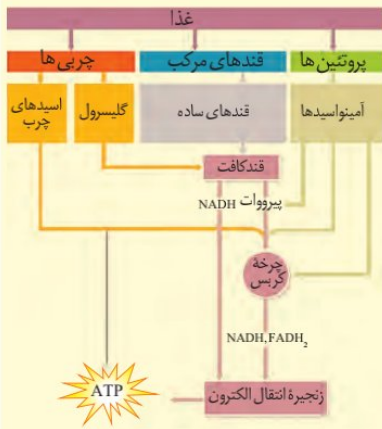 غذا
پروتئین ها
قندهای مرکب
چربی ها
آمینواسیدها
قندهای ساده
گلیسرول
اسیدهای
چرب
قندکافت
پیرووات NADH
چرخهٔ
کربس
NADH, FADH₂
زنجیرهٔ انتقال الکترون
ATP